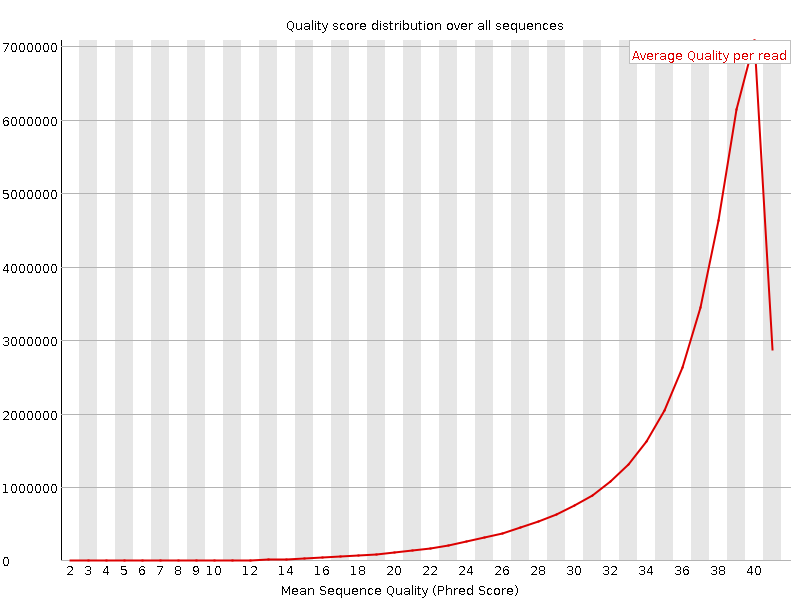 Quality score distribution over all sequences
Average Quality per read
7000000
6000000
5000000
4000000
3000000
2000000
1000000
0
2 3 4 5 6 7 8 9 10 12 14 16 18 20 22 24 26 28 30 32 34 36 38 40
Mean Sequence Quality (Phred Score)